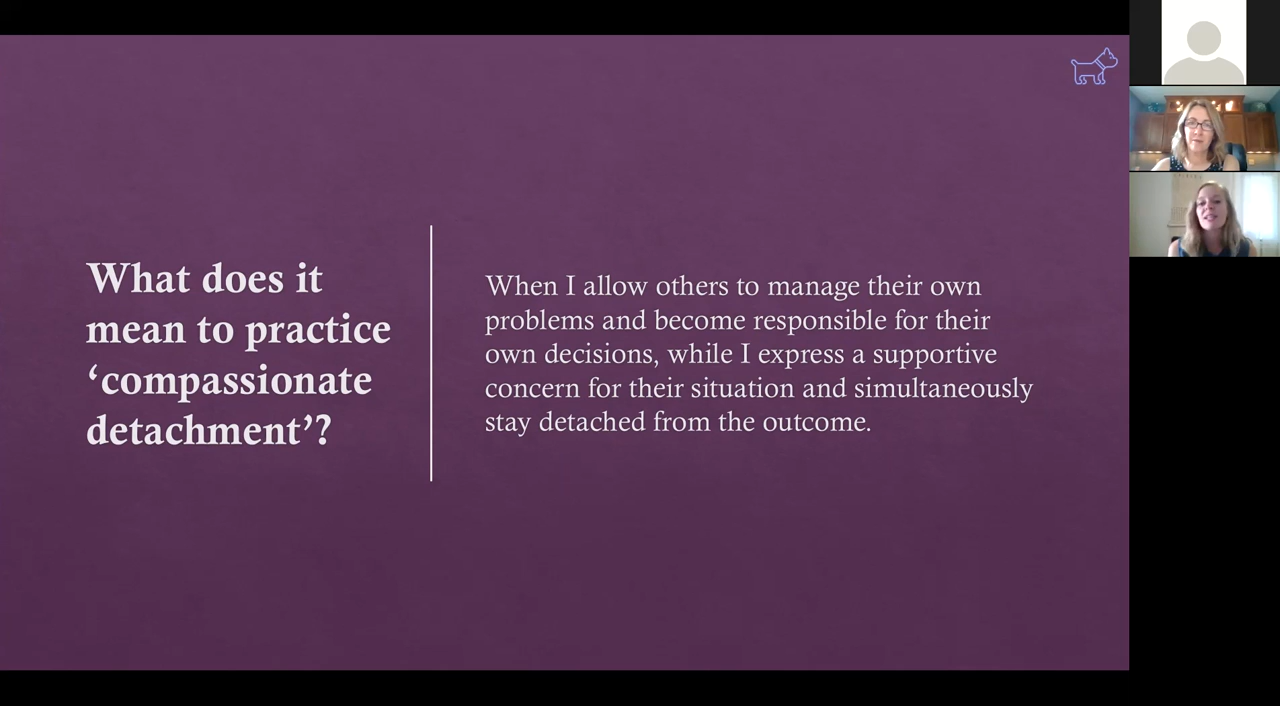 What does it
mean to practice
‘compassionate
detachment’?
When I allow others to manage their own
problems and become responsible for their
own decisions, while I express a supportive
concern for their situation and simultaneously
stay detached from the outcome.